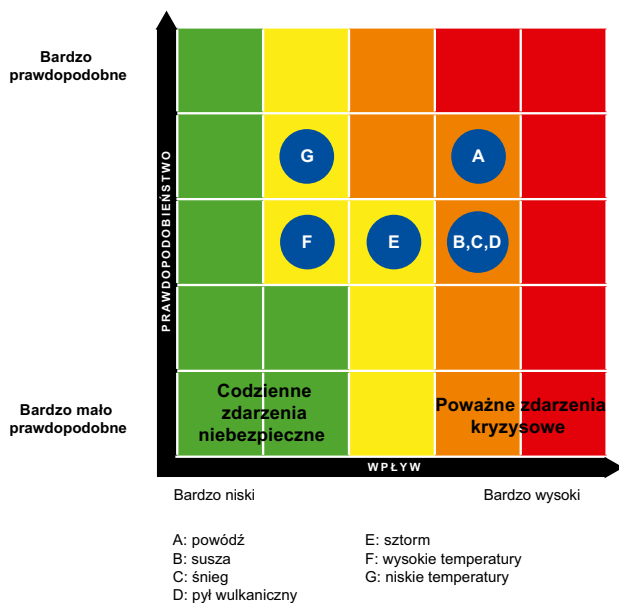 Bardzo
prawdopodobne
PRAWDOPODOBIEŃSTWO
G
A
F
E
B,C,D
Codzienne
zdarzenia
niebezpieczne
Poważne zdarzenia
kryzysowe
Bardzo mało
prawdopodobne
WPŁYW
Bardzo niski
Bardzo wysoki
A: powódź
B: susza
C: śnieg
D: pył wulkaniczny
E: sztorm
F: wysokie temperatury
G: niskie temperatury